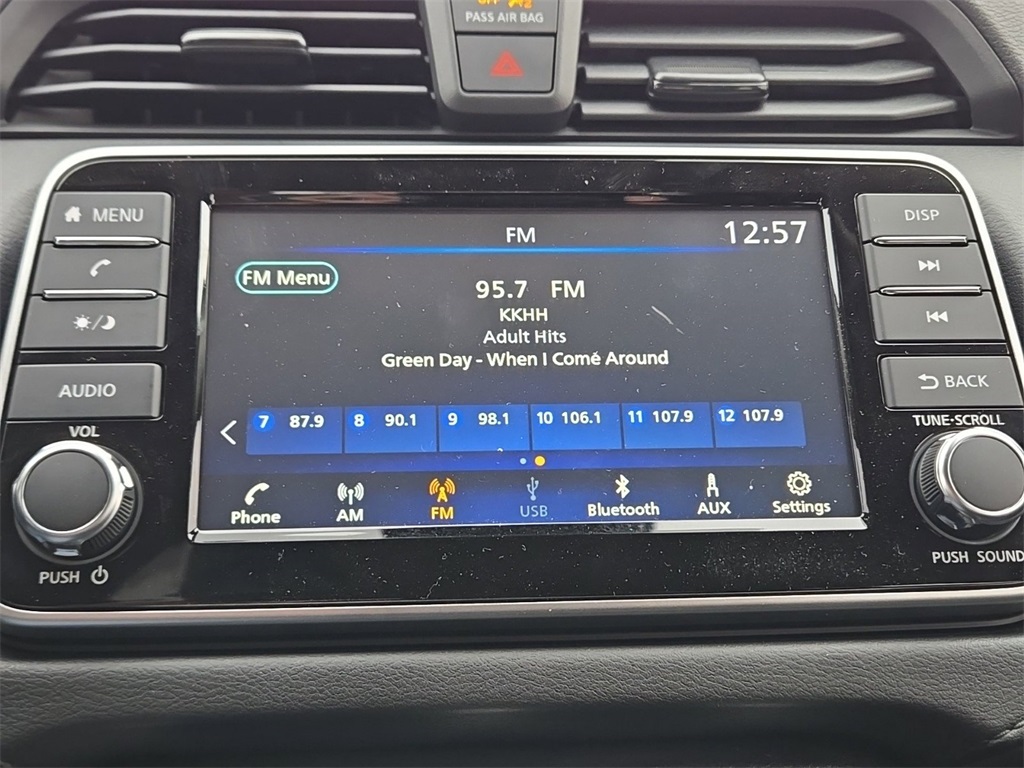 OFF
PASS AIR BAG
MENU
DISP
AUDIO
BACK
VOL
TUNE·SCROLL
PUSH
PUSH SOUND
FM 12:57
FM Menu
95.7 FM
KKHH
Adult Hits
Green Day - When I Come Around
7 87.9 8 90.1 9 98.1 10 106.1 11 107.9 12 107.9
Phone AM FM USB Bluetooth AUX Settings